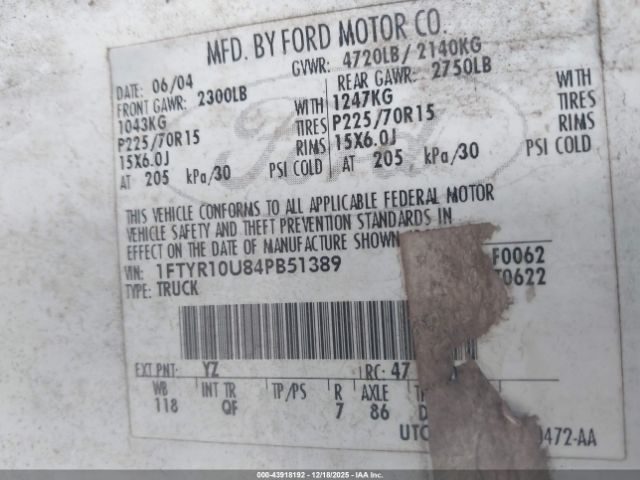 MFD. BY FORD MOTOR CO.
DATE: 06/04 GVWR: 4720LB / 2140KG
FRONT GAWR: 2300LB REAR GAWR: 2750LB
1043KG WITH 1247KG WITH
P225/70R15 TIRES P225/70R15 TIRES
15X6.0J RIMS 15X6.0J RIMS
AT 205 kPa/30 PSI COLD AT 205 kPa/30 PSI COLD
Ford
THIS VEHICLE CONFORMS TO ALL APPLICABLE FEDERAL MOTOR
VEHICLE SAFETY AND THEFT PREVENTION STANDARDS IN
EFFECT ON THE DATE OF MANUFACTURE SHOWN
VIN: 1FTYR10U84PB51389 F0062
TYPE: TRUCK T0622
EXT PNT: YZ RC: 47
WB INT TR TP/PS R AXLE
118 QF 7 86 D
UTC 0472-AA
000-43918192 - 12/18/2025 - COPYRIGHT IAA, LLC.